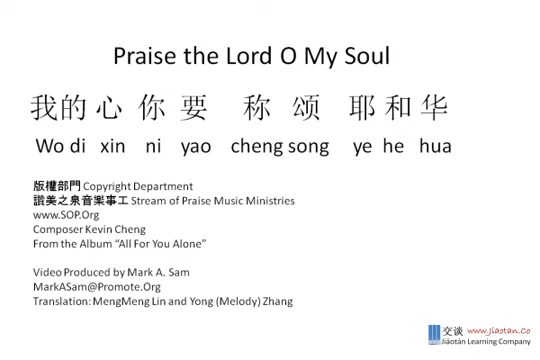 Praise the Lord O My Soul
我的 心 你 要 称 颂 耶 和 华
Wo di xin ni yao cheng song ye he hua
版權部門 Copyright Department
讚美之泉音樂事工 Stream of Praise Music Ministries
www.SOP.Org
Composer Kevin Cheng
From the Album “All For You Alone”
Video Produced by Mark A. Sam
MarkASam@Promote.Org
Translation: MengMeng Lin and Yong (Melody) Zhang
交谈 www.jiaotan.Co
Jiāotán Learning Company